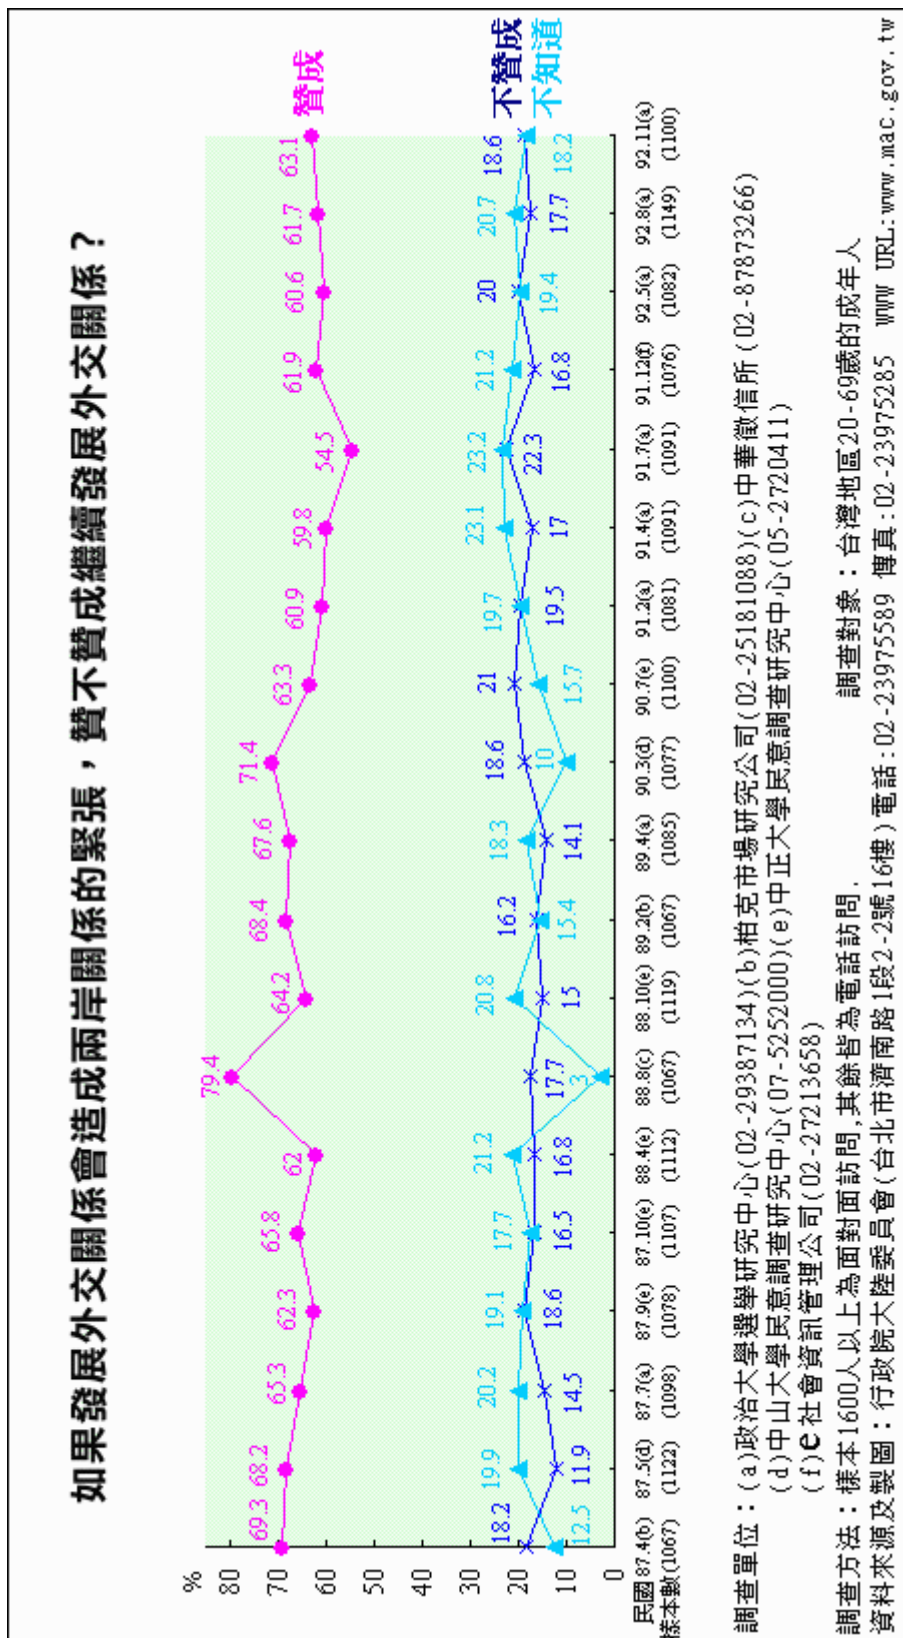 如果發展外交關係會造成兩岸關係的緊張，贊不贊成繼續發展外交關係？
%
80
70
60
50
40
30
20
10
0
69.3 68.2 65.3 62.3 65.8 62 79.4 64.2 68.4 67.6 71.4 63.3 60.9 59.8 54.5 61.9 60.6 61.7 63.1
贊成
18.2 11.9 14.5 18.6 16.5 16.8 17.7 15 16.2 14.1 18.6 21 19.5 17 22.3 16.8 20 17.7 18.6
不贊成
12.5 19.9 20.2 19.1 17.7 21.2 3 20.8 15.4 18.3 10 15.7 19.7 23.1 23.2 21.2 19.4 20.7 18.2
不知道
民國 87.4(b) 87.5(d) 87.7(a) 87.9(e) 87.10(e) 88.4(e) 88.8(c) 88.10(e) 89.2(b) 89.4(a) 90.3(d) 90.7(e) 91.2(a) 91.4(a) 91.7(a) 91.12(f) 92.5(a) 92.8(a) 92.11(a)
樣本數 (1067) (1122) (1098) (1078) (1107) (1112) (1067) (1119) (1067) (1085) (1077) (1100) (1081) (1091) (1091) (1076) (1082) (1149) (1100)
調查單位：(a)政治大學選舉研究中心(02-29387134)(b)柏克市場研究公司(02-25181088)(c)中華徵信所(02-87873266)
(d)中山大學民意調查研究中心(07-5252000)(e)中正大學民意調查研究中心(05-2720411)
(f)e社會資訊管理公司(02-27213658)
調查方法：樣本1600人以上為面對面訪問,其餘皆為電話訪問. 調查對象：台灣地區20-69歲的成年人
資料來源及製圖：行政院大陸委員會(台北市濟南路1段2-2號16樓)電話:02-23975589 傳真:02-23975285 WWW URL:www.mac.gov.tw